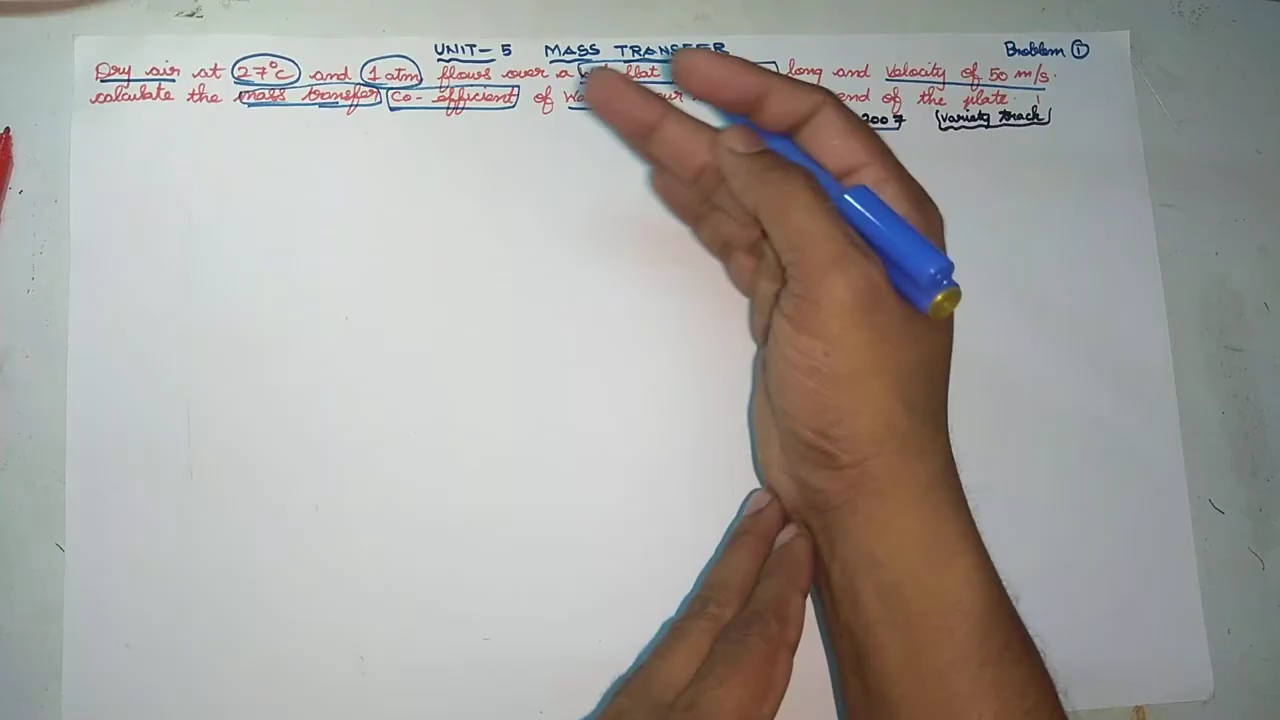 UNIT- 5 MASS TRANSFER Problem ①
Dry air at 27°c and 1 atm flows over a flat long and velocity of 50 m/s.
calculate the mass transfer co-efficient of end of the plate.
2007 Variety track